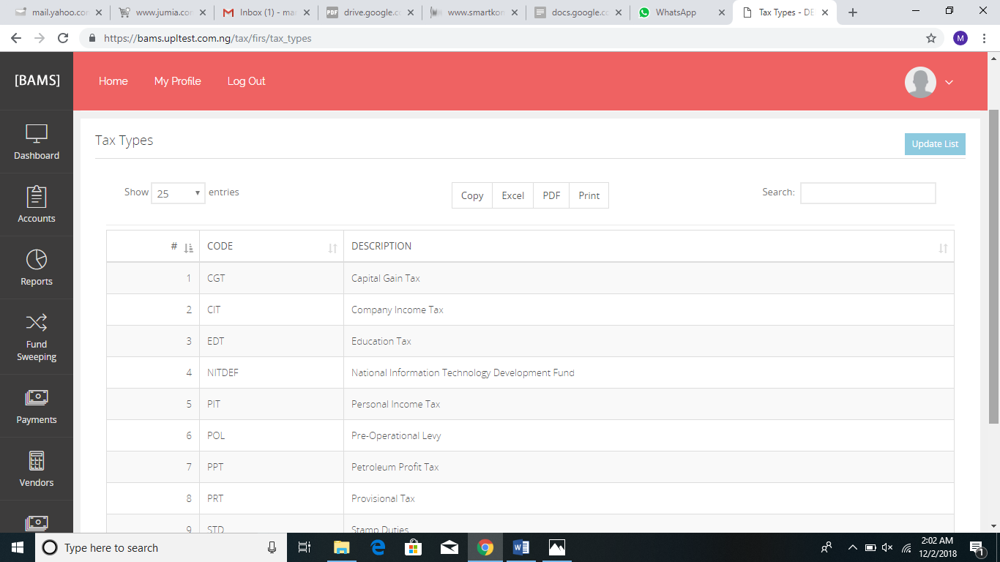 mail.yahoo.con
www.jumia.cor
Inbox (1) - ma
PDF drive.google.co
www.smartkon
docs.google.co
WhatsApp
Tax Types - DE
https://bams.upltest.com.ng/tax/firs/tax_types
M
[BAMS]
Home My Profile Log Out
Dashboard
Accounts
Reports
Fund
Sweeping
Payments
Vendors
Tax Types
Update List
Show 25 entries
Copy Excel PDF Print
Search:
# CODE DESCRIPTION
1 CGT Capital Gain Tax
2 CIT Company Income Tax
3 EDT Education Tax
4 NITDEF National Information Technology Development Fund
5 PIT Personal Income Tax
6 POL Pre-Operational Levy
7 PPT Petroleum Profit Tax
8 PRT Provisional Tax
9 STD Stamp Duties
Type here to search
2:02 AM
12/2/2018
1